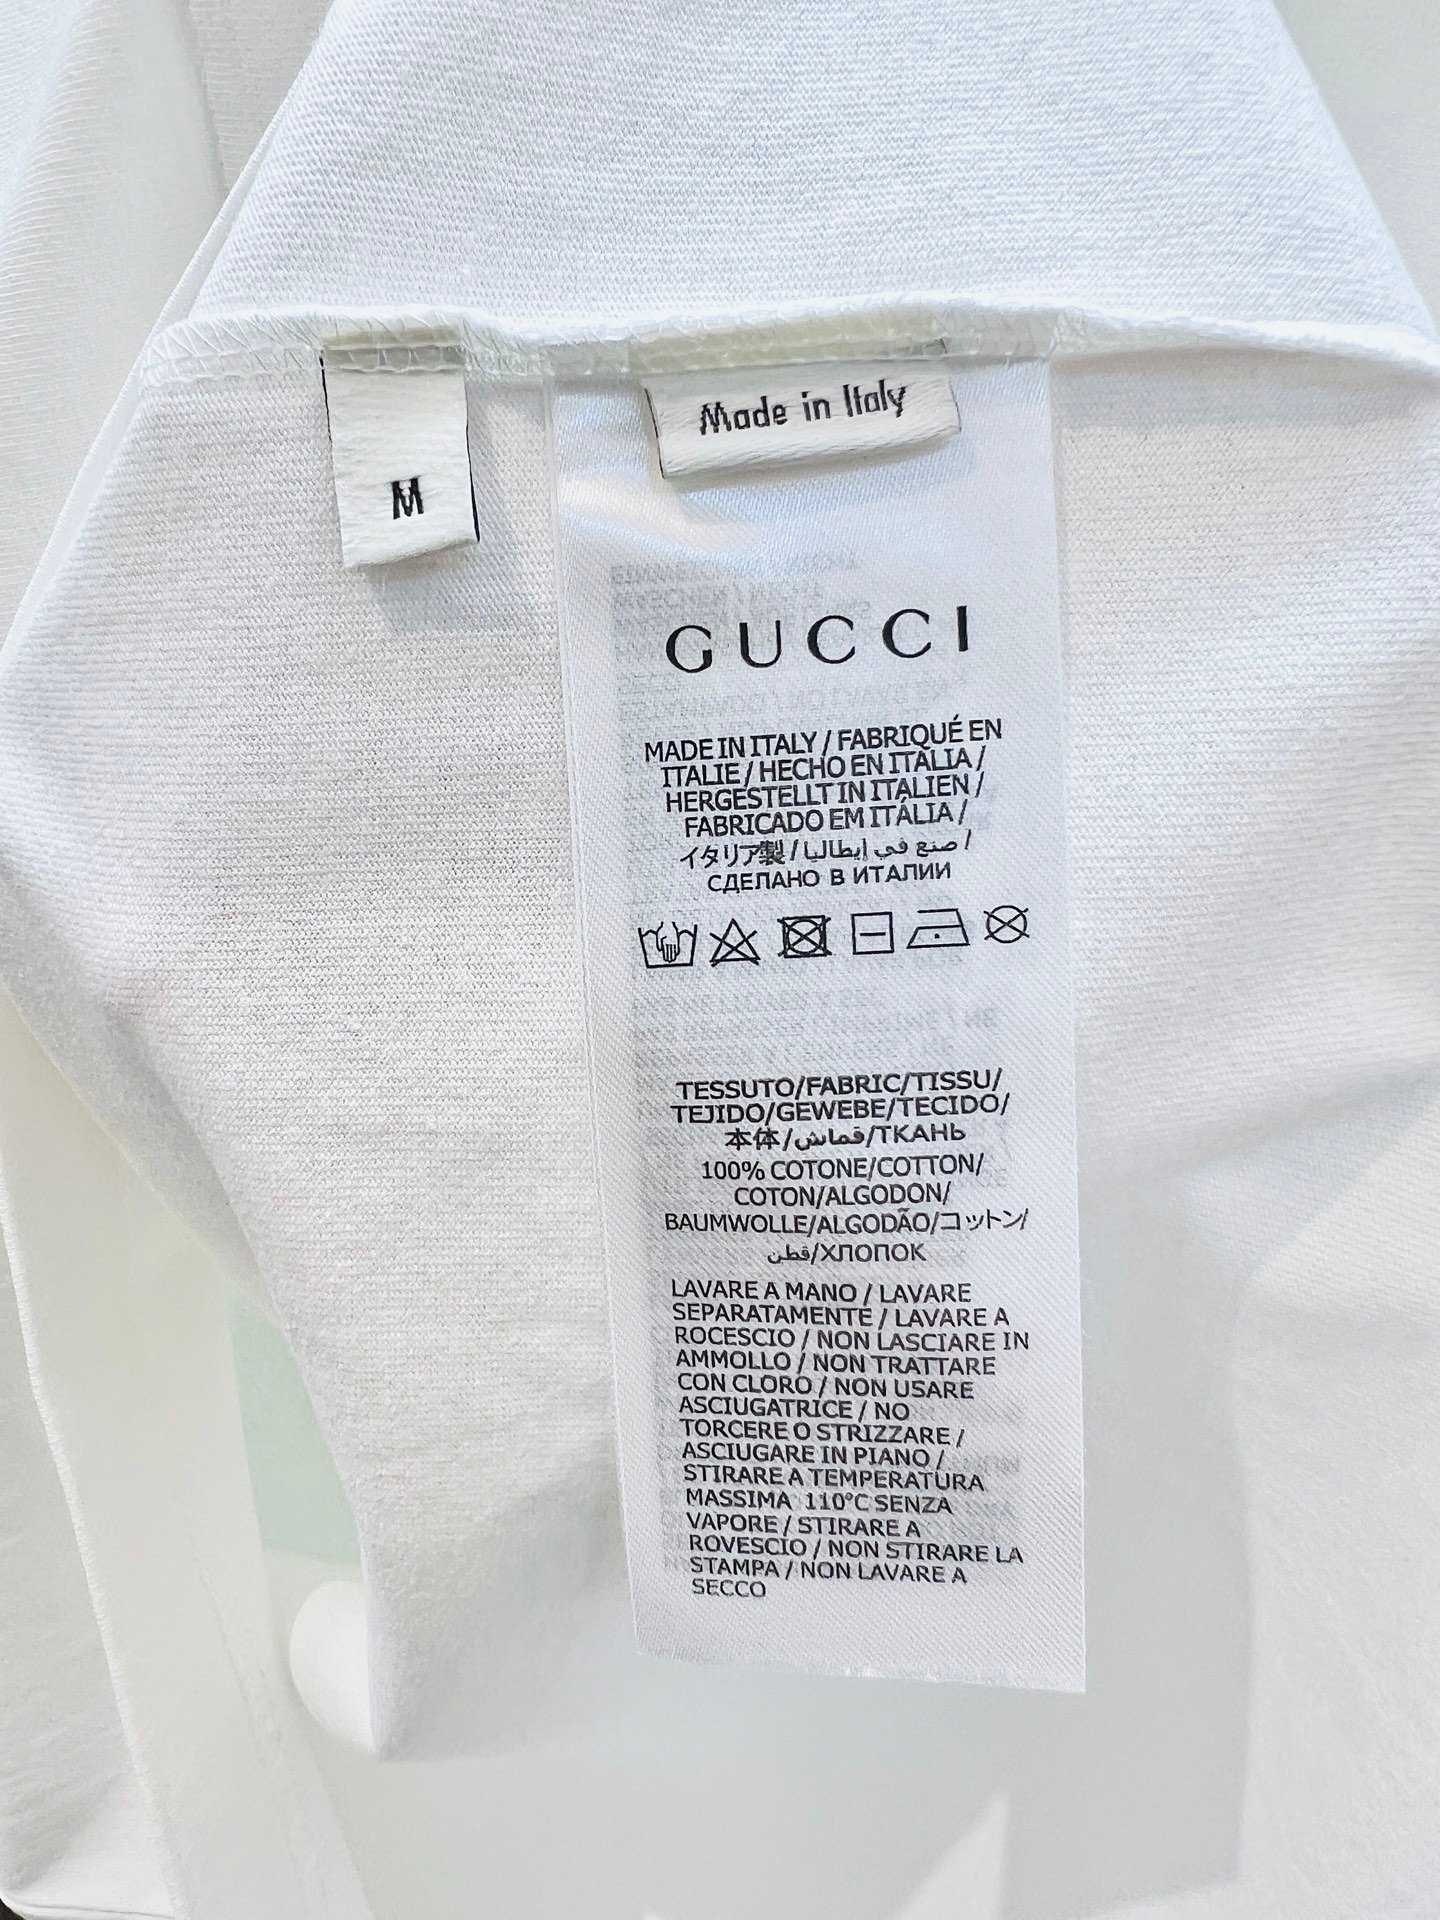 M
Made in Italy
GUCCI
MADE IN ITALY / FABRIQUÉ EN
ITALIE / HECHO EN ITALIA /
HERGESTELLT IN ITALIEN /
FABRICADO EM ITÁLIA /
イタリア製 / صنع في إيطاليا /
СДЕЛАНО В ИТАЛИИ
TESSUTO/FABRIC/TISSU/
TEJIDO/GEWEBE/TECIDO/
本体/قماش/ТКАНЬ
100% COTONE/COTTON/
COTON/ALGODON/
BAUMWOLLE/ALGODÃO/コットン/
قطن/ХЛОПОК
LAVARE A MANO / LAVARE
SEPARATAMENTE / LAVARE A
ROCESCIO / NON LASCIARE IN
AMMOLLO / NON TRATTARE
CON CLORO / NON USARE
ASCIUGATRICE / NO
TORCERE O STRIZZARE /
ASCIUGARE IN PIANO /
STIRARE A TEMPERATURA
MASSIMA 110°C SENZA
VAPORE / STIRARE A
ROVESCIO / NON STIRARE LA
STAMPA / NON LAVARE A
SECCO